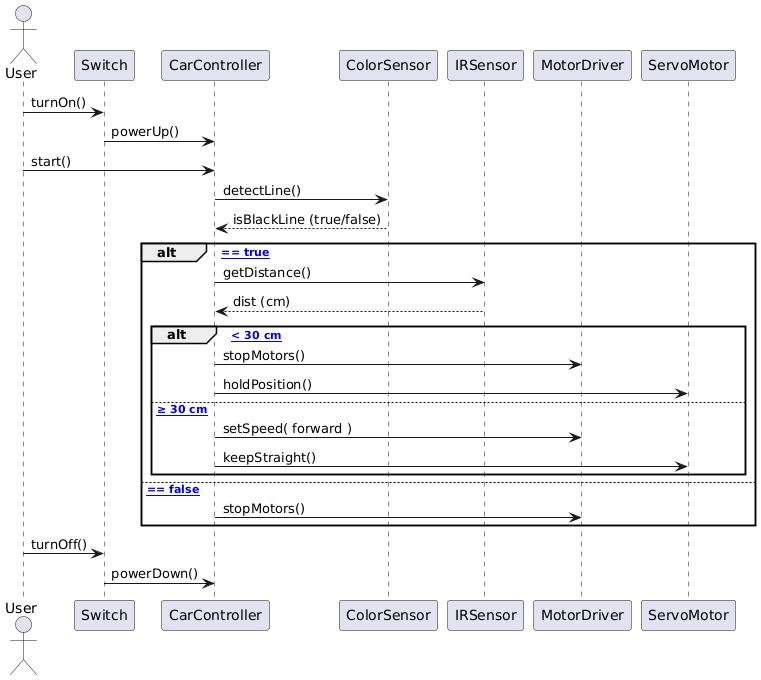 User
Switch
CarController
ColorSensor
IRSensor
MotorDriver
ServoMotor
turnOn()
powerUp()
start()
detectLine()
isBlackLine (true/false)
alt
== true
getDistance()
dist (cm)
alt
< 30 cm
stopMotors()
holdPosition()
≥ 30 cm
setSpeed( forward )
keepStraight()
== false
stopMotors()
turnOff()
powerDown()
User
Switch
CarController
ColorSensor
IRSensor
MotorDriver
ServoMotor